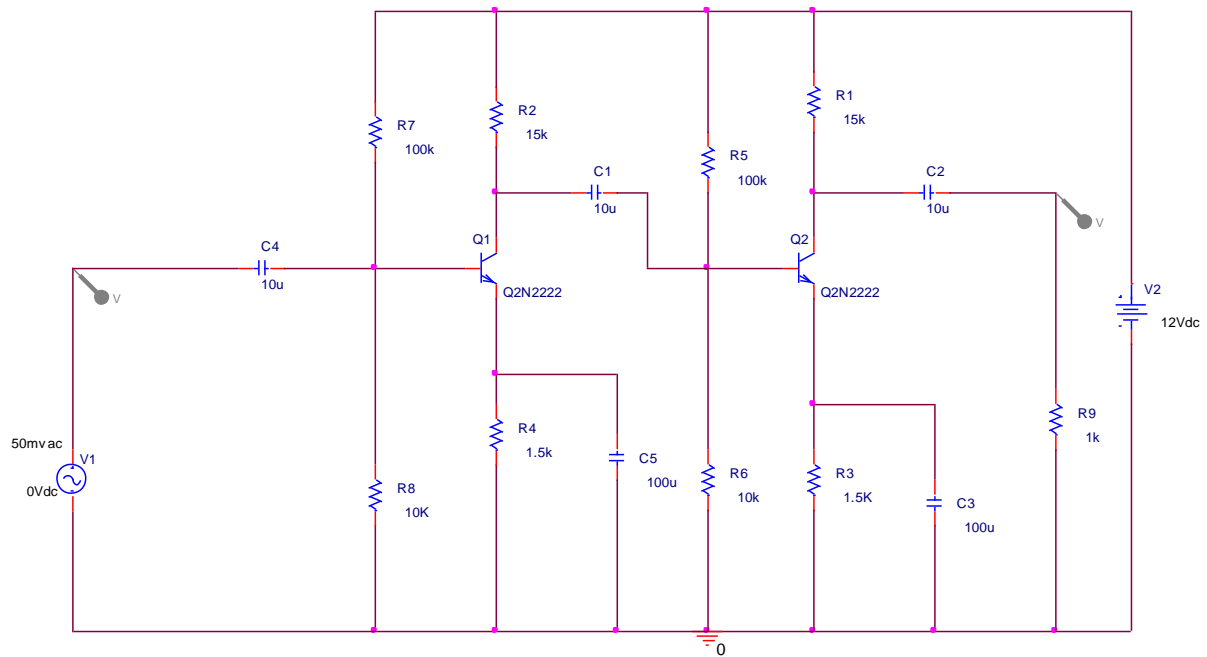 R2
15k
R1
15k
R7
100k
R5
100k
C1
10u
C2
10u
Q1
Q2N2222
Q2
Q2N2222
C4
10u
V
V
V2
12Vdc
R4
1.5k
C5
100u
R6
10k
R3
1.5K
C3
100u
R9
1k
50mvac
V1
0Vdc
R8
10K
0